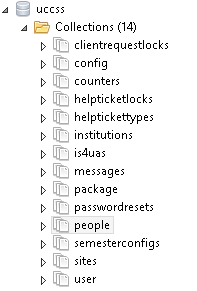 uccss
Collections (14)
clientrequestlocks
config
counters
helpticketlocks
helptickettypes
institutions
is4uas
messages
package
passwordresets
people
semesterconfigs
sites
user